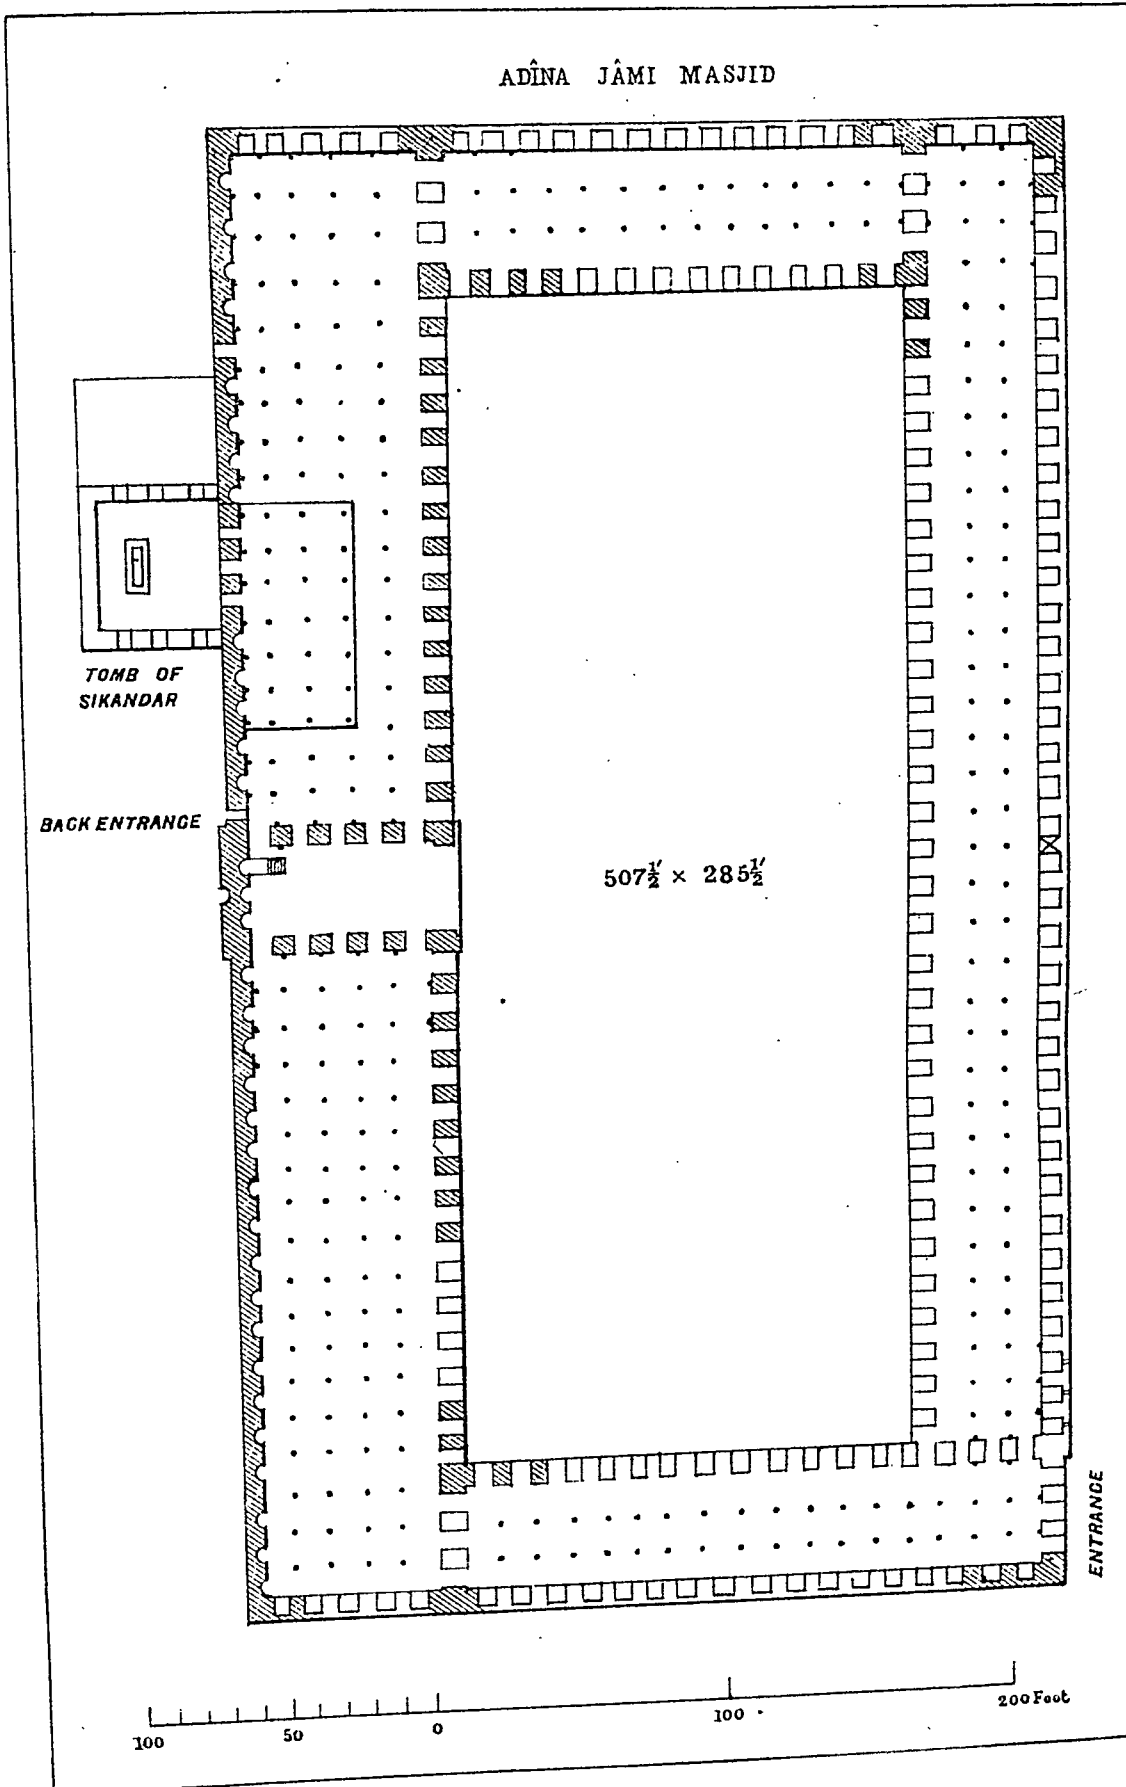 ADÎNA JÂMI MASJID
TOMB OF
SIKANDAR
BACK ENTRANCE
507½′ × 285½′
ENTRANCE
100 50 0 100 200 Feet